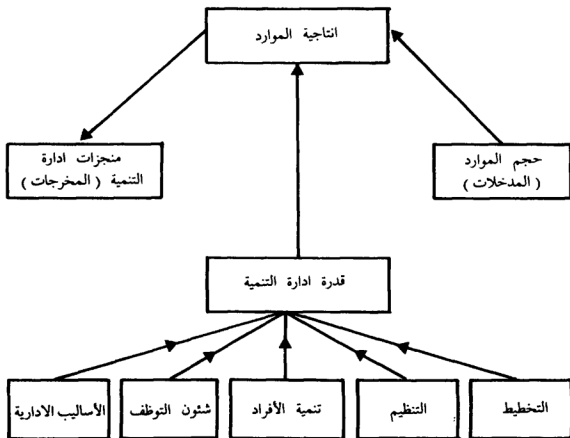 انتاجية الموارد
حجم الموارد
( المدخلات )
منجزات ادارة
التنمية ( المخرجات )
قدرة ادارة التنمية
التخطيط
التنظيم
تنمية الأفراد
شئون التوظف
الأساليب الادارية